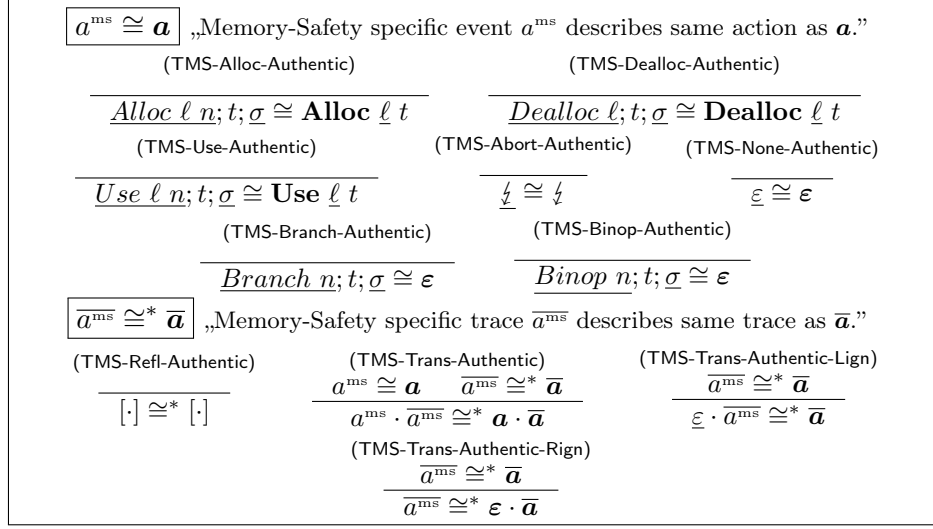 a^ms ≅ 𝒂 „Memory-Safety specific event a^ms describes same action as 𝒂.”
(TMS-Alloc-Authentic) (TMS-Dealloc-Authentic)
Alloc ℓ n; t; σ ≅ Alloc ℓ t Dealloc ℓ; t; σ ≅ Dealloc ℓ t
(TMS-Use-Authentic) (TMS-Abort-Authentic) (TMS-None-Authentic)
Use ℓ n; t; σ ≅ Use ℓ t ↯ ≅ ↯ ε ≅ 𝜺
(TMS-Branch-Authentic) (TMS-Binop-Authentic)
Branch n; t; σ ≅ 𝜺 Binop n; t; σ ≅ 𝜺
a^ms ≅* 𝒂 „Memory-Safety specific trace a^ms describes same trace as 𝒂.”
(TMS-Refl-Authentic) (TMS-Trans-Authentic) (TMS-Trans-Authentic-Lign)
a^ms ≅ 𝒂 a^ms ≅* 𝒂 a^ms ≅* 𝒂
[·] ≅* [·] a^ms · a^ms ≅* 𝒂 · 𝒂 ε · a^ms ≅* 𝒂
(TMS-Trans-Authentic-Rign)
a^ms ≅* 𝒂
a^ms ≅* 𝜺 · 𝒂